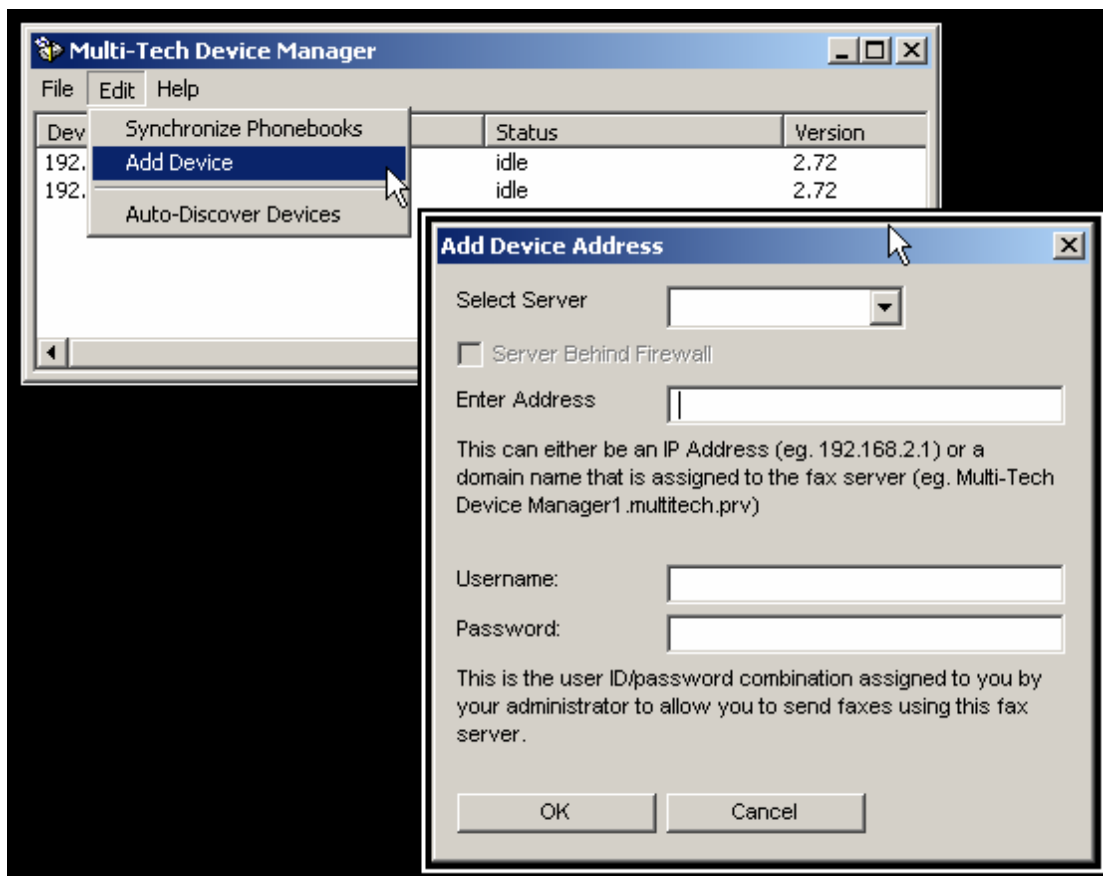 Multi-Tech Device Manager
File Edit Help
Dev Status Version
Synchronize Phonebooks
192. idle 2.72
Add Device
192. idle 2.72
Auto-Discover Devices
Add Device Address
Select Server
Server Behind Firewall
Enter Address
This can either be an IP Address (eg. 192.168.2.1) or a
domain name that is assigned to the fax server (eg. Multi-Tech
Device Manager1.multitech.prv)
Username:
Password:
This is the user ID/password combination assigned to you by
your administrator to allow you to send faxes using this fax
server.
OK Cancel